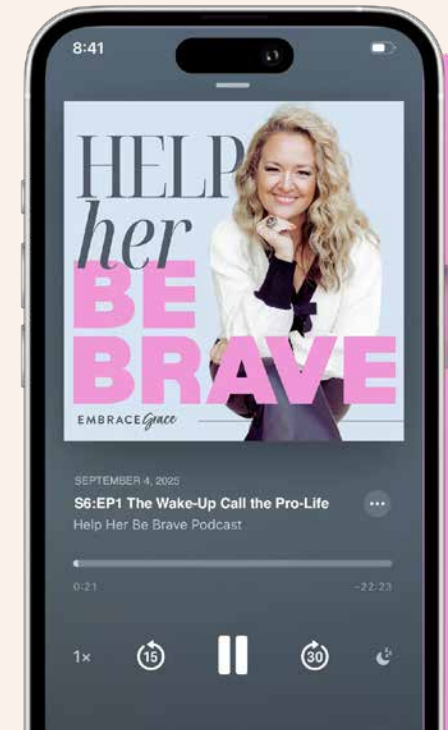 8:41
HELP
her
BE
BRAVE
EMBRACE Grace
SEPTEMBER 4, 2025
S6:EP1 The Wake-Up Call the Pro-Life
Help Her Be Brave Podcast
0:21
-22:23
1×
15
30